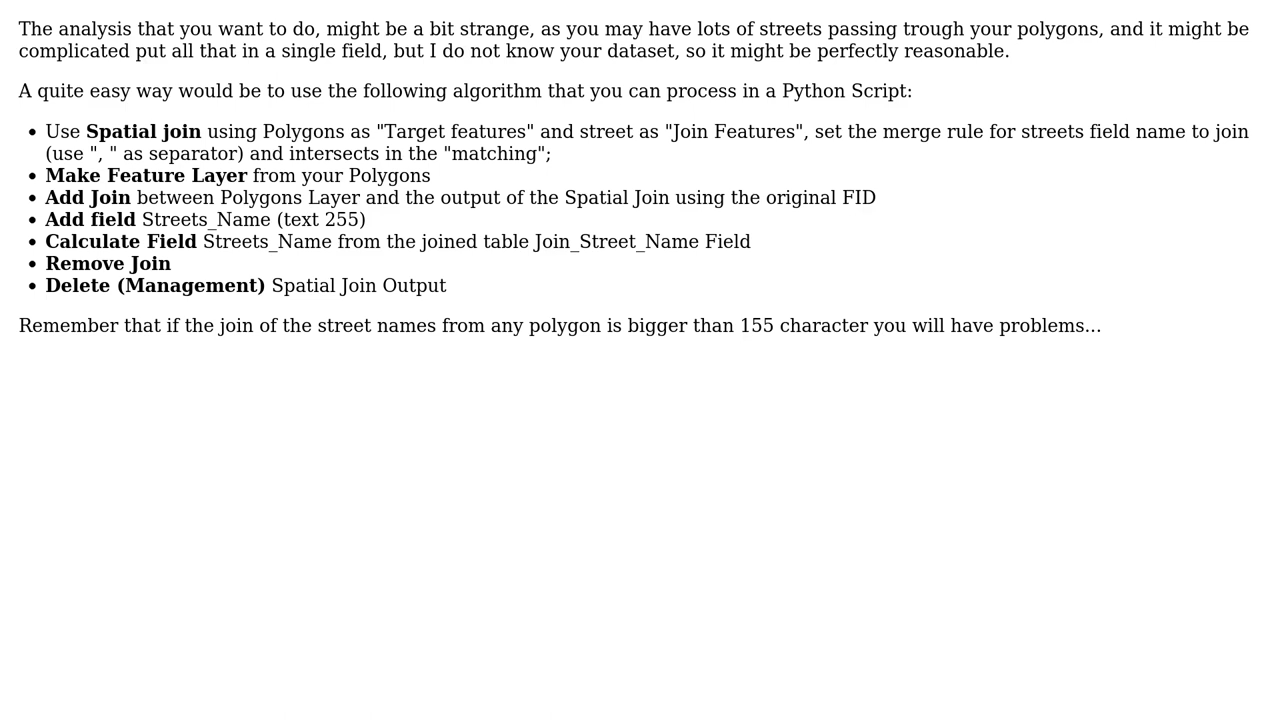 The analysis that you want to do, might be a bit strange, as you may have lots of streets passing trough your polygons, and it might be
complicated put all that in a single field, but I do not know your dataset, so it might be perfectly reasonable.
A quite easy way would be to use the following algorithm that you can process in a Python Script:
• Use Spatial join using Polygons as "Target features" and street as "Join Features", set the merge rule for streets field name to join
(use ", " as separator) and intersects in the "matching";
• Make Feature Layer from your Polygons
• Add Join between Polygons Layer and the output of the Spatial Join using the original FID
• Add field Streets_Name (text 255)
• Calculate Field Streets_Name from the joined table Join_Street_Name Field
• Remove Join
• Delete (Management) Spatial Join Output
Remember that if the join of the street names from any polygon is bigger than 155 character you will have problems...